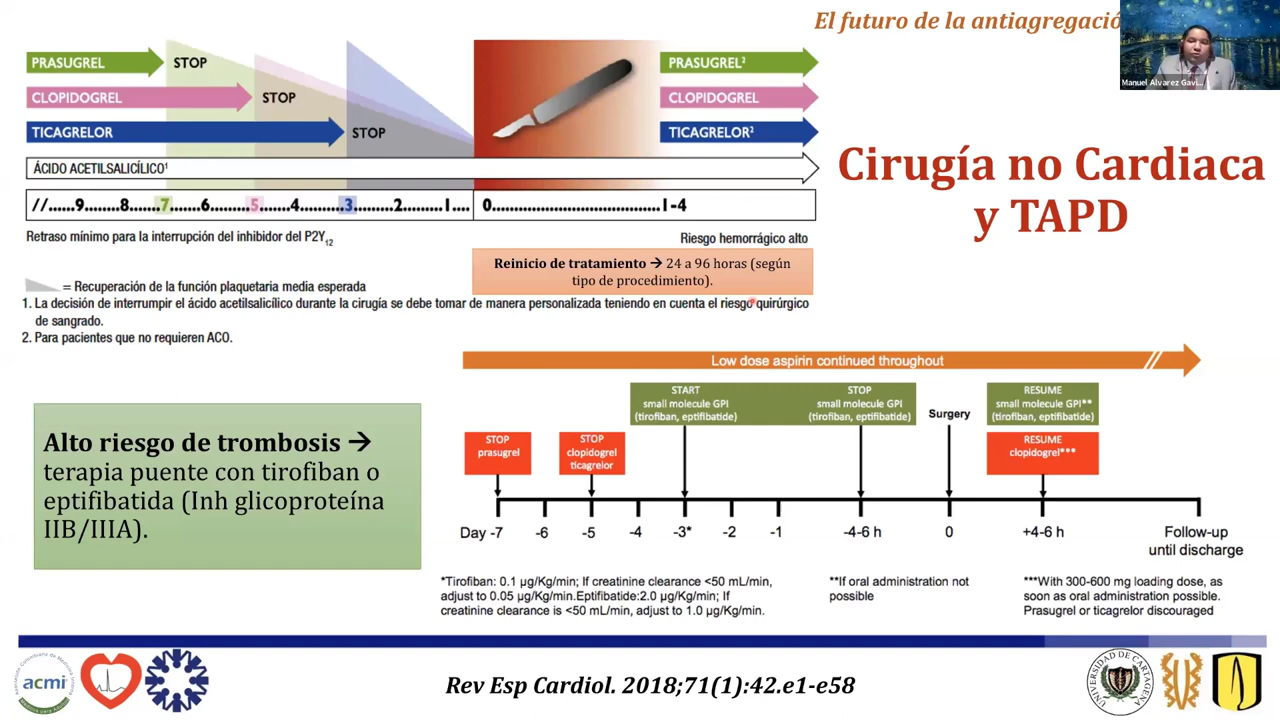 El futuro de la antiagregació
Manuel Alvarez Gavi...
PRASUGREL
STOP
PRASUGREL²
CLOPIDOGREL
STOP
CLOPIDOGREL
TICAGRELOR
STOP
TICAGRELOR²
ÁCIDO ACETILSALICÍLICO¹
//......9.......8.......7.......6.......5.......4.......3.......2.......1.... 0.....................................1-4
Retraso mínimo para la interrupción del inhibidor del P2Y₁₂
Riesgo hemorrágico alto
Reinicio de tratamiento → 24 a 96 horas (según
tipo de procedimiento).
= Recuperación de la función plaquetaria media esperada
1. La decisión de interrumpir el ácido acetilsalicílico durante la cirugía se debe tomar de manera personalizada teniendo en cuenta el riesgo quirúrgico
de sangrado.
2. Para pacientes que no requieren ACO.
Cirugía no Cardiaca
y TAPD
Alto riesgo de trombosis →
terapia puente con tirofiban o
eptifibatida (Inh glicoproteína
IIB/IIIA).
Low dose aspirin continued throughout
START
small molecule GPI
(tirofiban, eptifibatide)
STOP
small molecule GPI
(tirofiban, eptifibatide)
Surgery
RESUME
small molecule GPI**
(tirofiban, eptifibatide)
STOP
prasugrel
STOP
clopidogrel
ticagrelor
RESUME
clopidogrel***
Day -7 -6 -5 -4 -3* -2 -1 -4-6 h 0 +4-6 h Follow-up
until discharge
*Tirofiban: 0.1 µg/Kg/min; If creatinine clearance <50 mL/min,
adjust to 0.05 µg/Kg/min.Eptifibatide:2.0 µg/Kg/min; If
creatinine clearance is <50 mL/min, adjust to 1.0 µg/Kg/min.
**If oral administration not
possible
***With 300-600 mg loading dose, as
soon as oral administration possible.
Prasugrel or ticagrelor discouraged
acmi
Rev Esp Cardiol. 2018;71(1):42.e1-e58
UNIVERSIDAD DE CARTAGENA